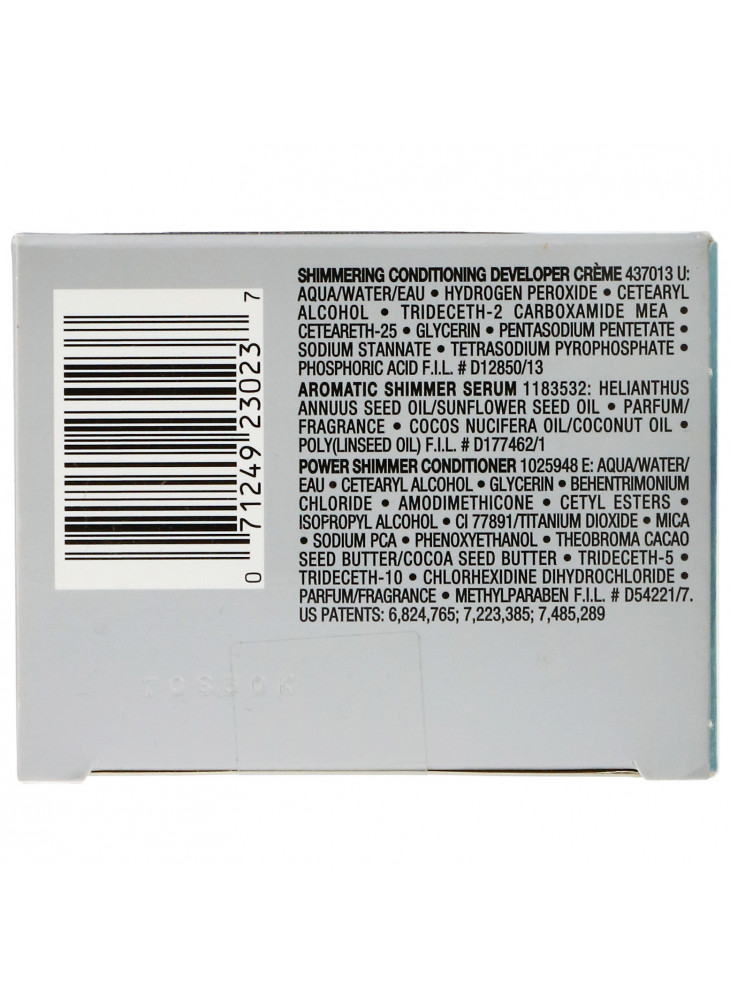 SHIMMERING CONDITIONING DEVELOPER CRÈME 437013 U:
AQUA/WATER/EAU • HYDROGEN PEROXIDE • CETEARYL
ALCOHOL • TRIDECETH-2 CARBOXAMIDE MEA •
CETEARETH-25 • GLYCERIN • PENTASODIUM PENTETATE •
SODIUM STANNATE • TETRASODIUM PYROPHOSPHATE •
PHOSPHORIC ACID F.I.L. # D12850/13
AROMATIC SHIMMER SERUM 1183532: HELIANTHUS
ANNUUS SEED OIL/SUNFLOWER SEED OIL • PARFUM/
FRAGRANCE • COCOS NUCIFERA OIL/COCONUT OIL •
POLY(LINSEED OIL) F.I.L. # D177462/1
POWER SHIMMER CONDITIONER 1025948 E: AQUA/WATER/
EAU • CETEARYL ALCOHOL • GLYCERIN • BEHENTRIMONIUM
CHLORIDE • AMODIMETHICONE • CETYL ESTERS •
ISOPROPYL ALCOHOL • CI 77891/TITANIUM DIOXIDE • MICA
• SODIUM PCA • PHENOXYETHANOL • THEOBROMA CACAO
SEED BUTTER/COCOA SEED BUTTER • TRIDECETH-5 •
TRIDECETH-10 • CHLORHEXIDINE DIHYDROCHLORIDE •
PARFUM/FRAGRANCE • METHYLPARABEN F.I.L. # D54221/7.
US PATENTS: 6,824,765; 7,223,385; 7,485,289
0 71249 23023 7